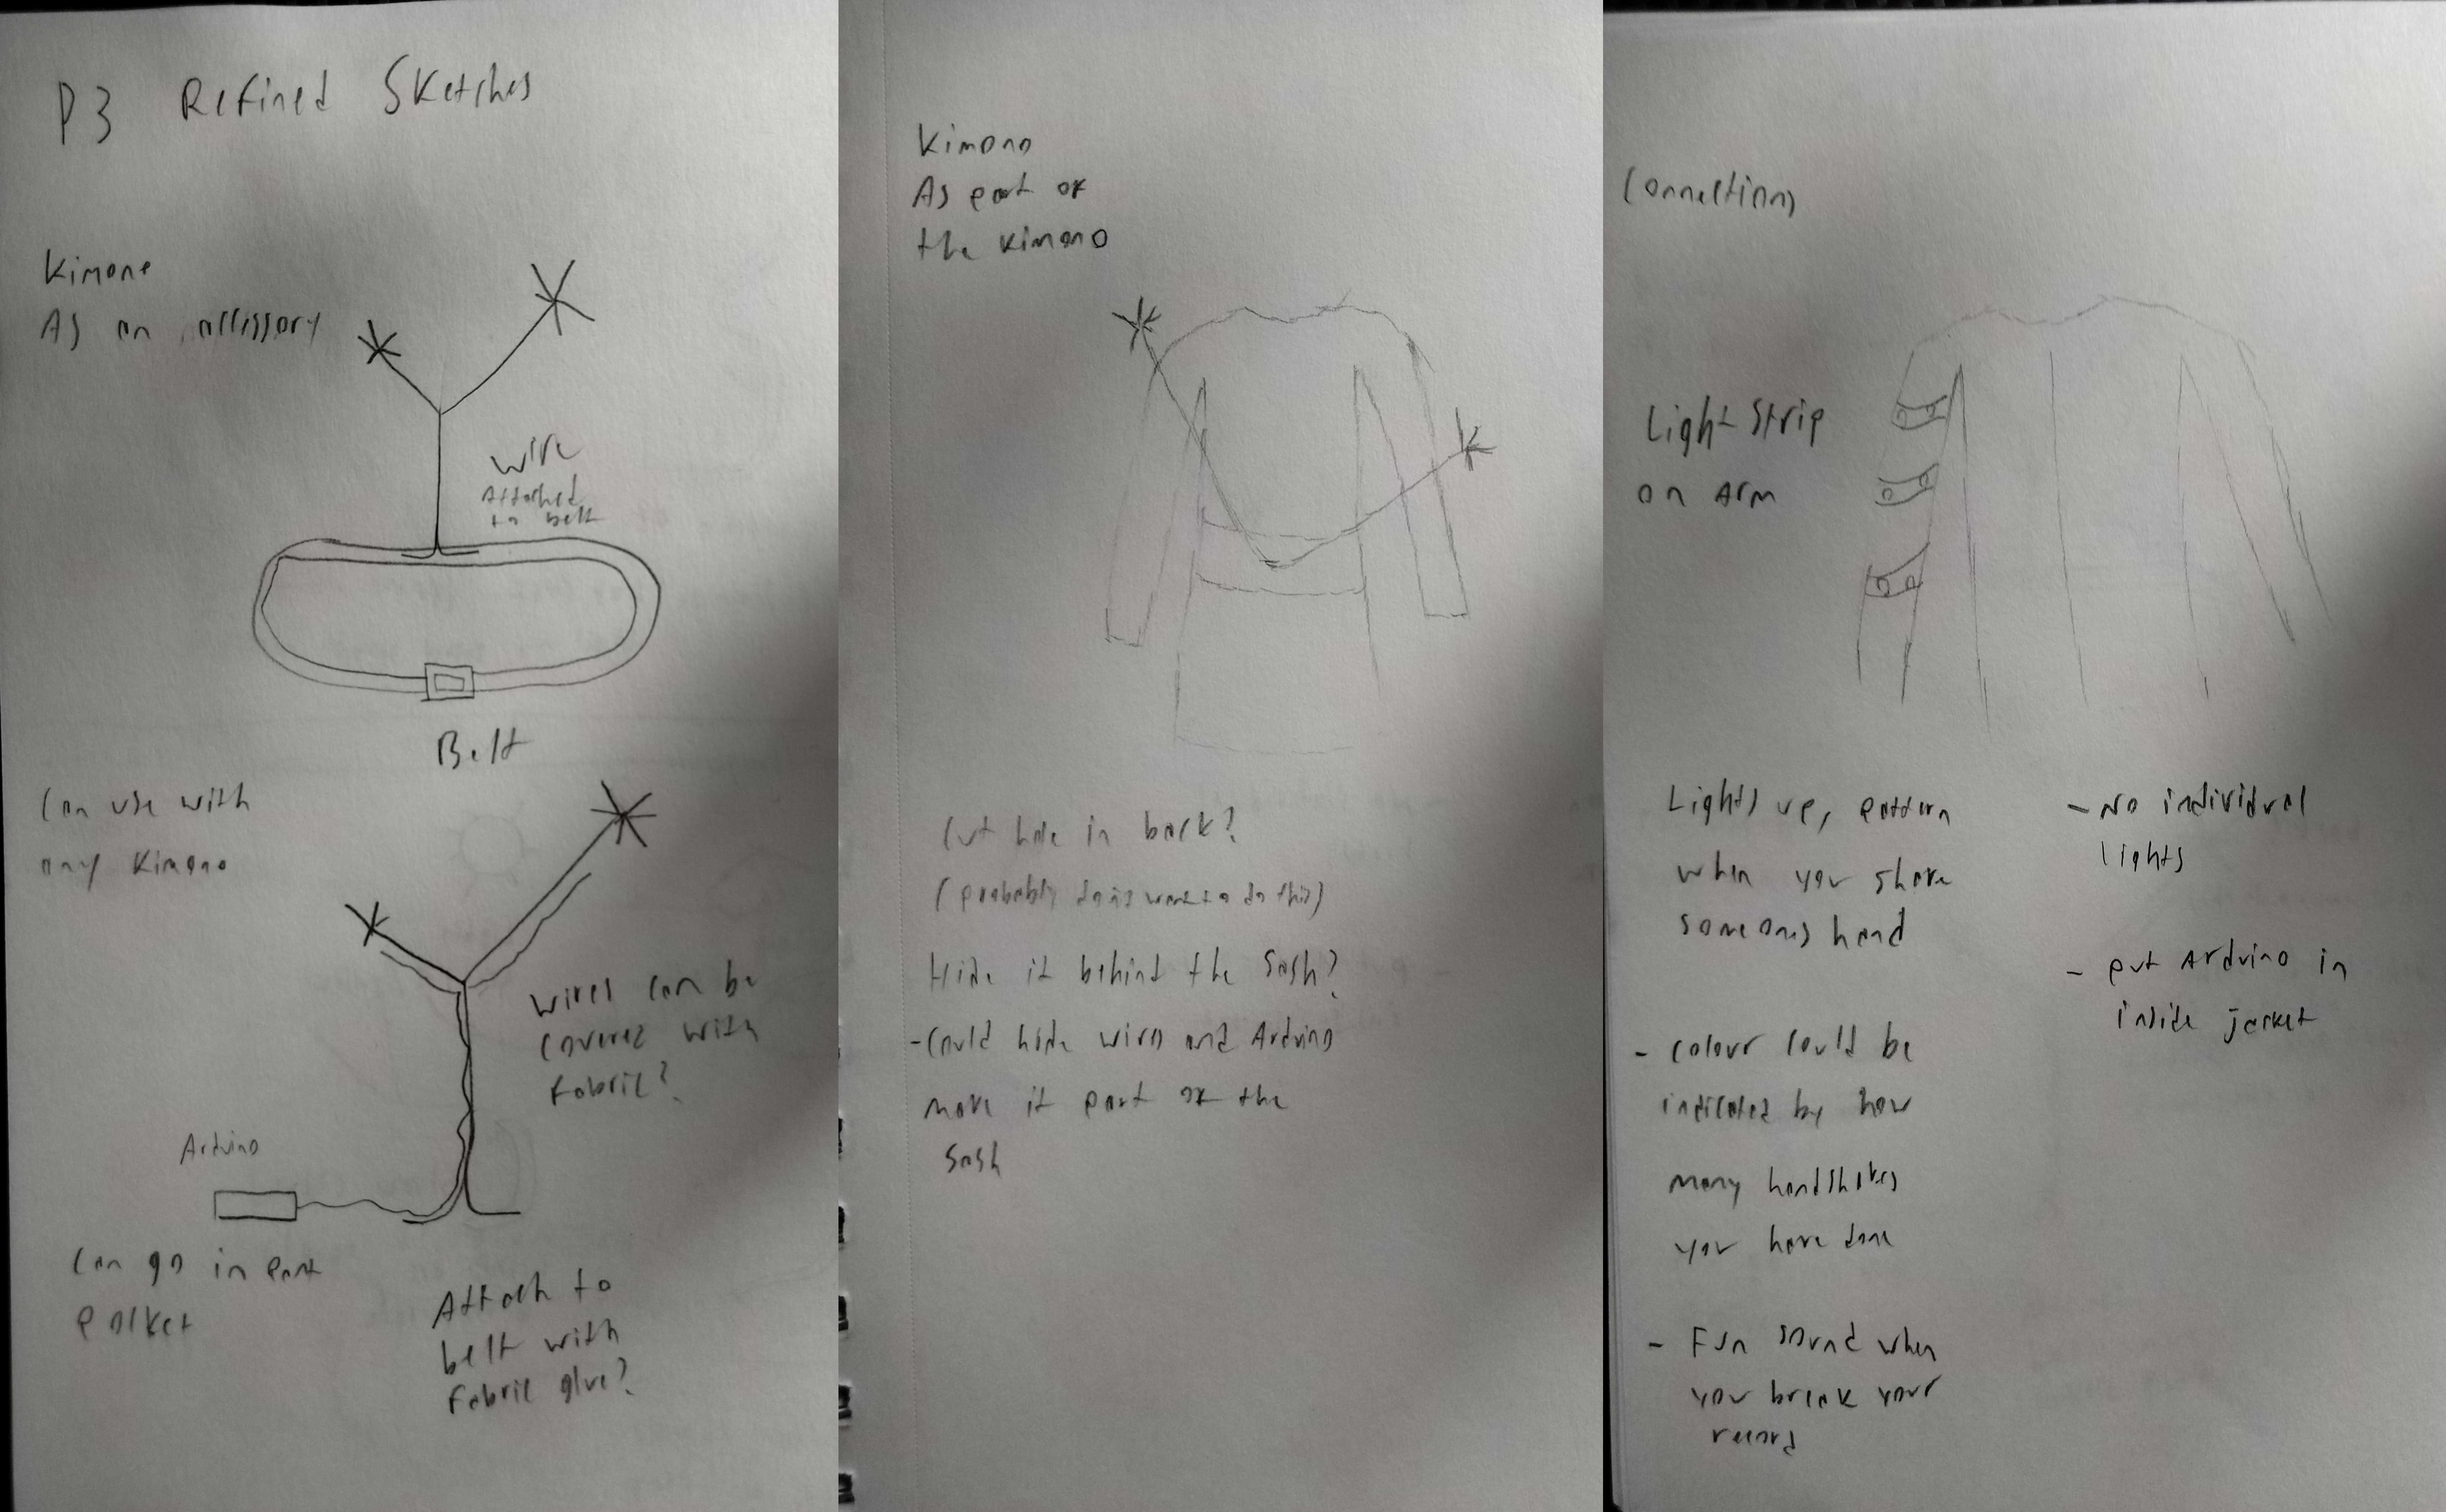 P3 Refined Sketches
Kimono
As an accissory
Wire
Attached
to belt
Belt
Can use with
any Kimono
Wires can be
covered with
fabric?
Arduino
Can go in pant
pocket
Attach to
belt with
fabric glue?
Kimono
As part of
the kimono
Cut hole in back?
(probably dont want to do this)
Hide it behind the sash?
-Could hide wires and Arduino
make it part of the
sash
Connections
Light Strip
on Arm
Lights up, pattern
when you shake
someones hand
- colour could be
indicated by how
many handshakes
you have done
- Fun sound when
you break your
record
- No individual
lights
- put Arduino in
inside jacket